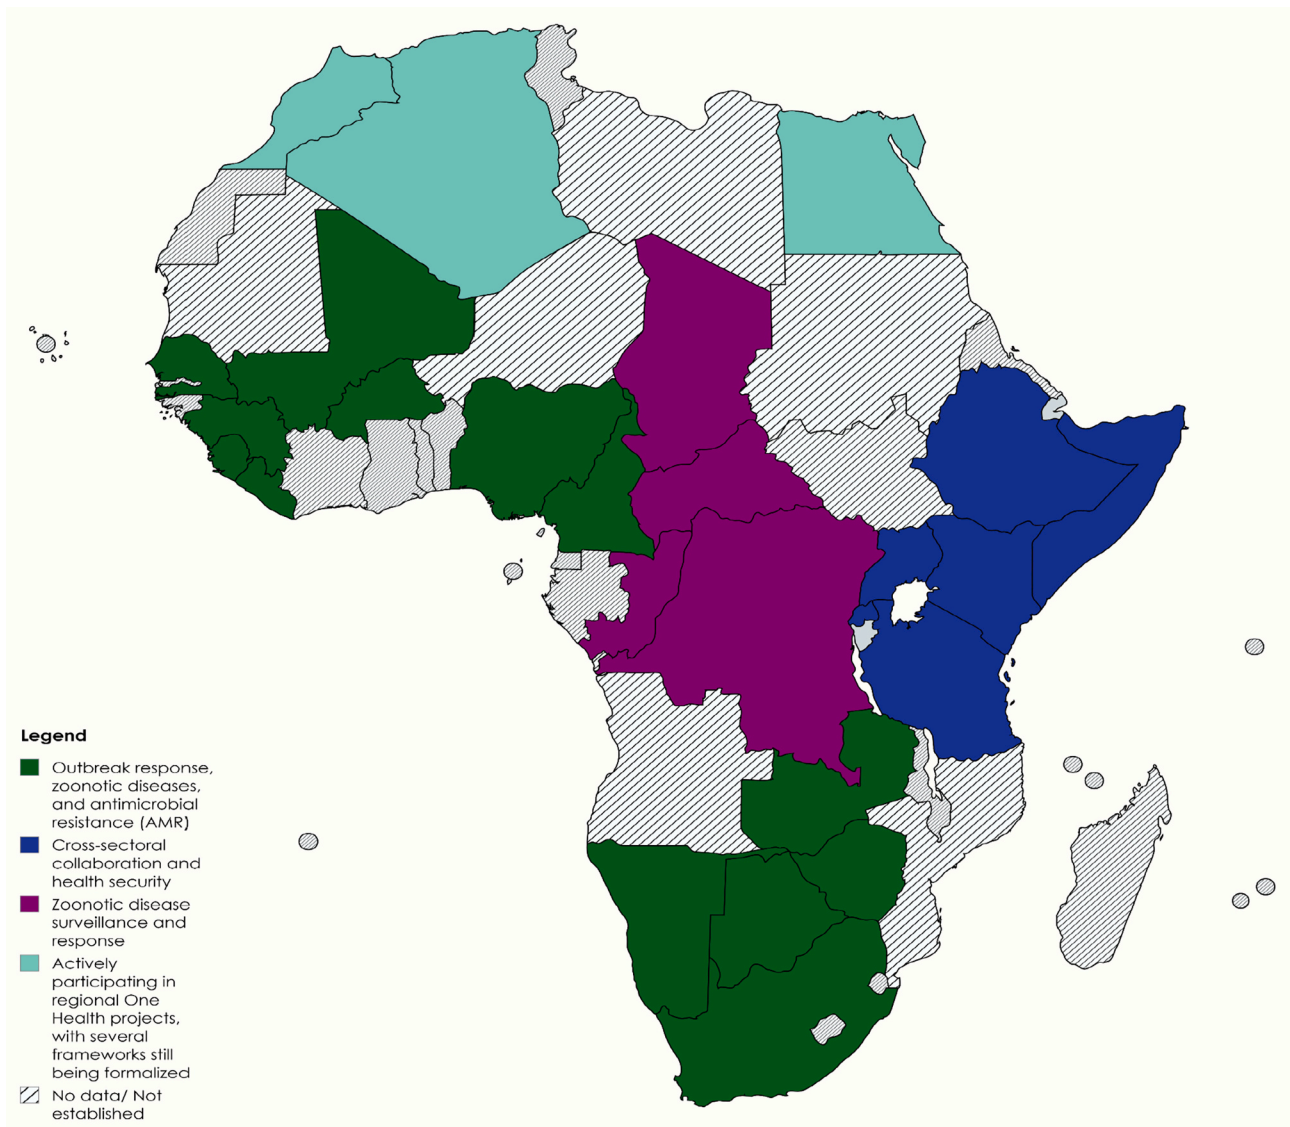 Legend
Outbreak response,
zoonotic diseases,
and antimicrobial
resistance (AMR)
Cross-sectoral
collaboration and
health security
Zoonotic disease
surveillance and
response
Actively
participating in
regional One
Health projects,
with several
frameworks still
being formalized
No data/ Not
established